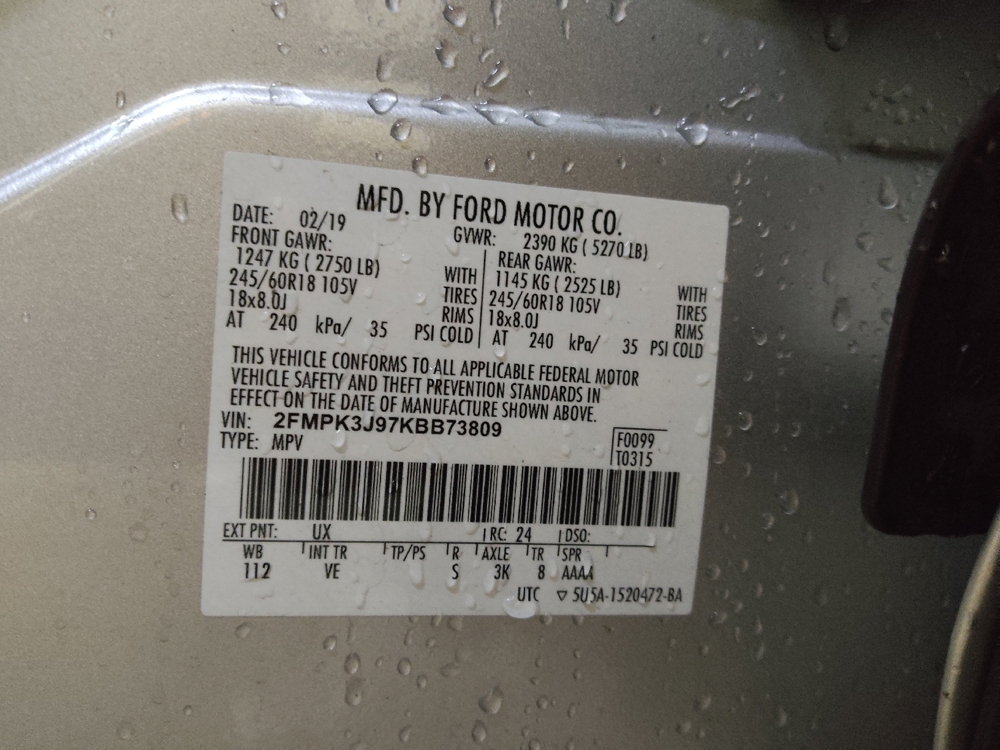 MFD. BY FORD MOTOR CO.
DATE: 02/19 GVWR: 2390 KG ( 5270 LB)
FRONT GAWR: REAR GAWR:
1247 KG ( 2750 LB) WITH 1145 KG ( 2525 LB) WITH
245/60R18 105V TIRES 245/60R18 105V TIRES
18x8.0J RIMS 18x8.0J RIMS
AT 240 kPa/ 35 PSI COLD AT 240 kPa/ 35 PSI COLD
THIS VEHICLE CONFORMS TO ALL APPLICABLE FEDERAL MOTOR
VEHICLE SAFETY AND THEFT PREVENTION STANDARDS IN
EFFECT ON THE DATE OF MANUFACTURE SHOWN ABOVE.
VIN: 2FMPK3J97KBB73809
TYPE: MPV
F0099
T0315
EXT PNT: UX RC: 24 DSO:
WB INT TR TP/PS R AXLE TR SPR
112 VE S 3K 8 AAAA
UTC ▽ 5U5A-1520472-BA